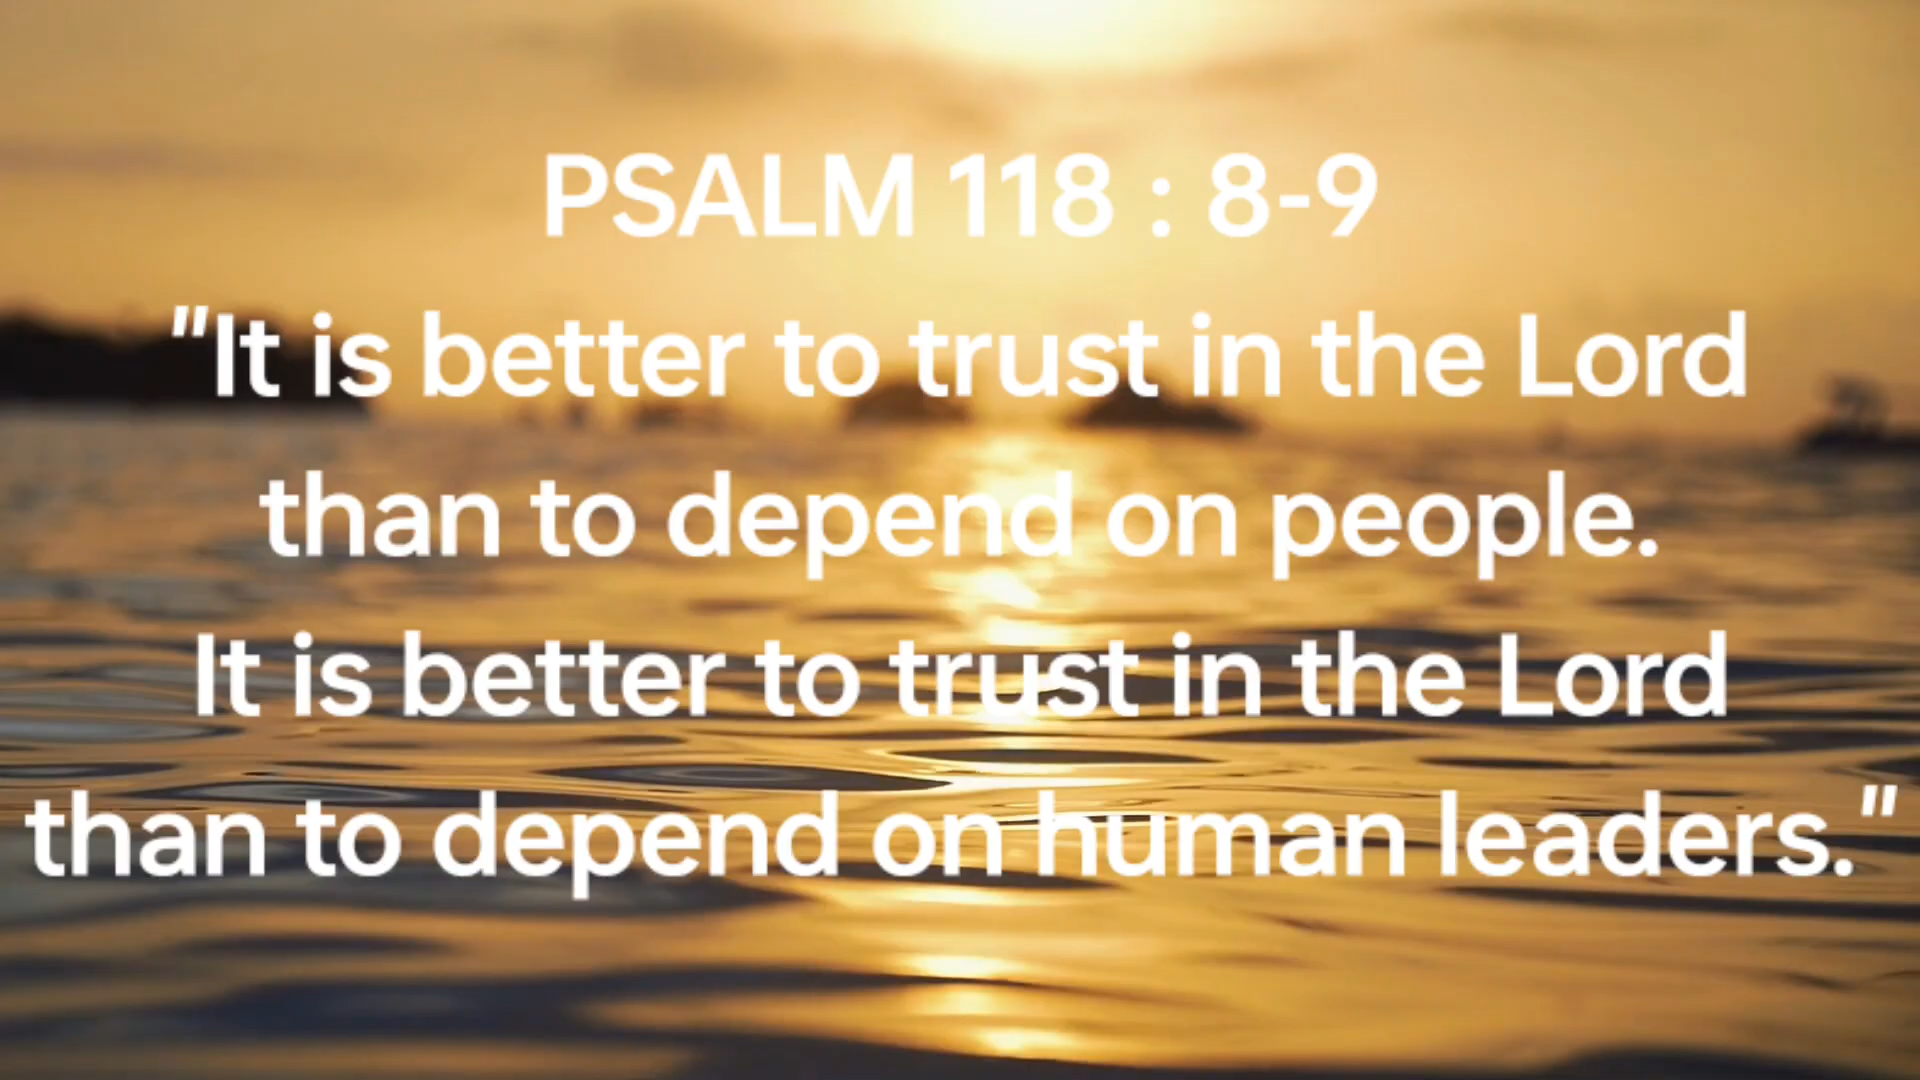 PSALM 118 : 8-9
"It is better to trust in the Lord
than to depend on people.
It is better to trust in the Lord
than to depend on human leaders."